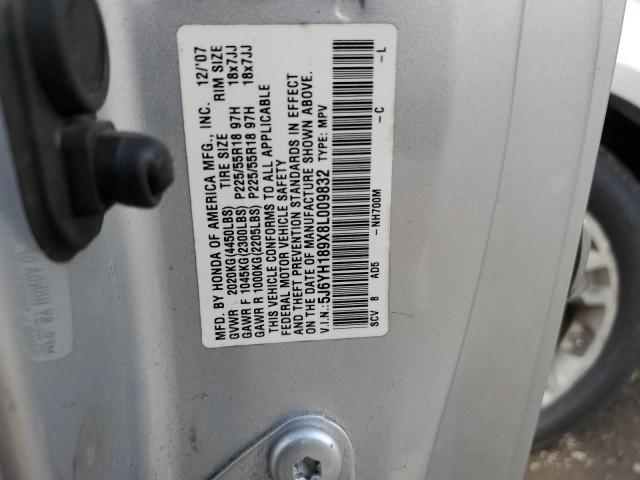 MFD. BY HONDA OF AMERICA MFG., INC. 12/'07
TIRE SIZE RIM SIZE
GVWR 2020KG(4450LBS)
GAWR F 1045KG(2300LBS) P225/55R18 97H 18x7JJ
GAWR R 1000KG(2205LBS) P225/55R18 97H 18x7JJ
THIS VEHICLE CONFORMS TO ALL APPLICABLE
FEDERAL MOTOR VEHICLE SAFETY
AND THEFT PREVENTION STANDARDS IN EFFECT
ON THE DATE OF MANUFACTURE SHOWN ABOVE.
V.I.N.: 5J6YH189X8L009832 TYPE: MPV
SCV 8 AD5 -NH700M -C -L